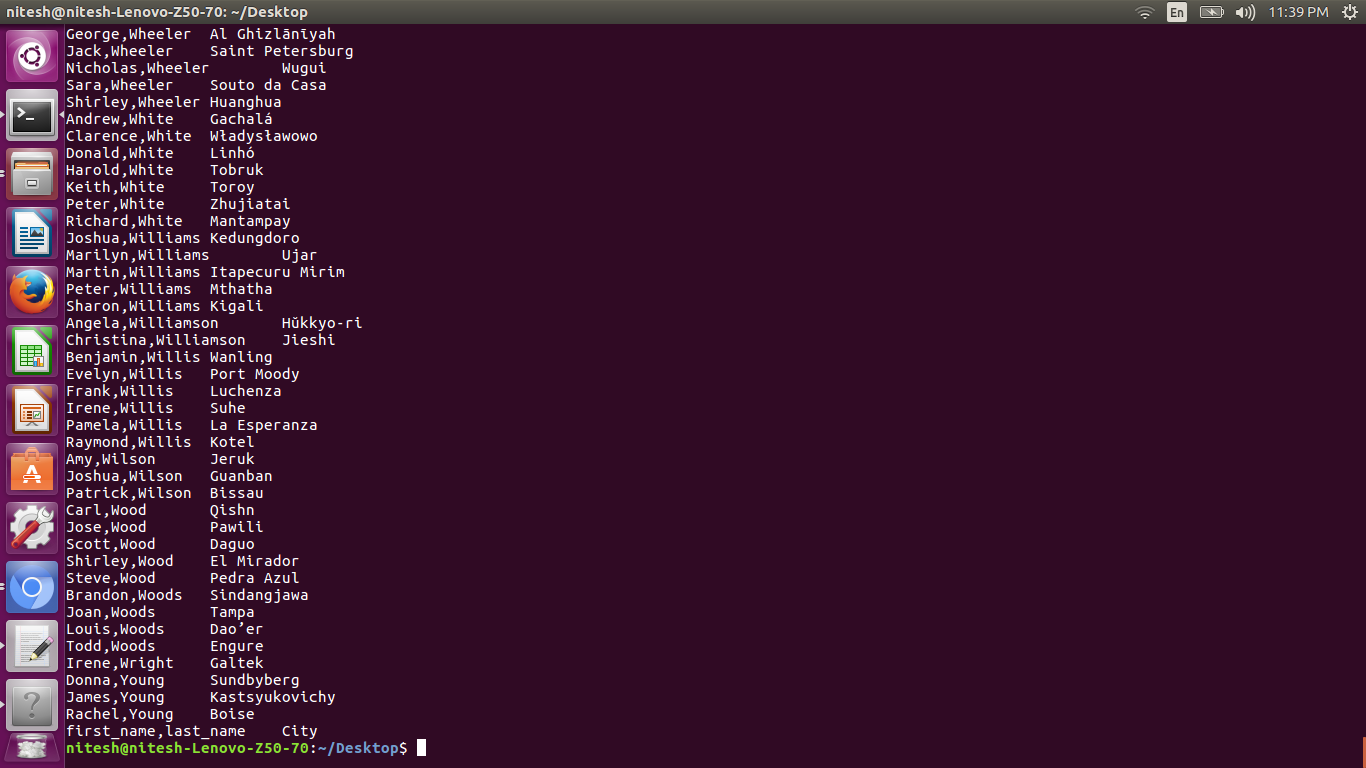 nitesh@nitesh-Lenovo-Z50-70: ~/Desktop En 11:39 PM
George,Wheeler Al Ghizlānīyah
Jack,Wheeler Saint Petersburg
Nicholas,Wheeler Wugui
Sara,Wheeler Souto da Casa
Shirley,Wheeler Huanghua
Andrew,White Gachalá
Clarence,White Władysławowo
Donald,White Linhó
Harold,White Tobruk
Keith,White Toroy
Peter,White Zhujiatai
Richard,White Mantampay
Joshua,Williams Kedungdoro
Marilyn,Williams Ujar
Martin,Williams Itapecuru Mirim
Peter,Williams Mthatha
Sharon,Williams Kigali
Angela,Williamson Hŭkkyo-ri
Christina,Williamson Jieshi
Benjamin,Willis Wanling
Evelyn,Willis Port Moody
Frank,Willis Luchenza
Irene,Willis Suhe
Pamela,Willis La Esperanza
Raymond,Willis Kotel
Amy,Wilson Jeruk
Joshua,Wilson Guanban
Patrick,Wilson Bissau
Carl,Wood Qishn
Jose,Wood Pawili
Scott,Wood Daguo
Shirley,Wood El Mirador
Steve,Wood Pedra Azul
Brandon,Woods Sindangjawa
Joan,Woods Tampa
Louis,Woods Dao’er
Todd,Woods Engure
Irene,Wright Galtek
Donna,Young Sundbyberg
James,Young Kastsyukovichy
Rachel,Young Boise
first_name,last_name City
nitesh@nitesh-Lenovo-Z50-70:~/Desktop$